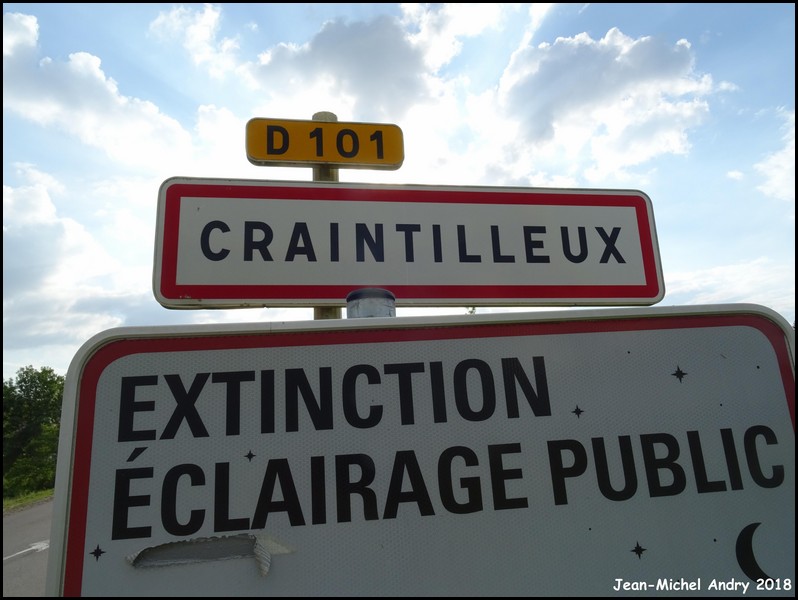 D 101
CRAINTILLEUX
EXTINCTION
ÉCLAIRAGE PUBLIC
Jean-Michel Andry 2018